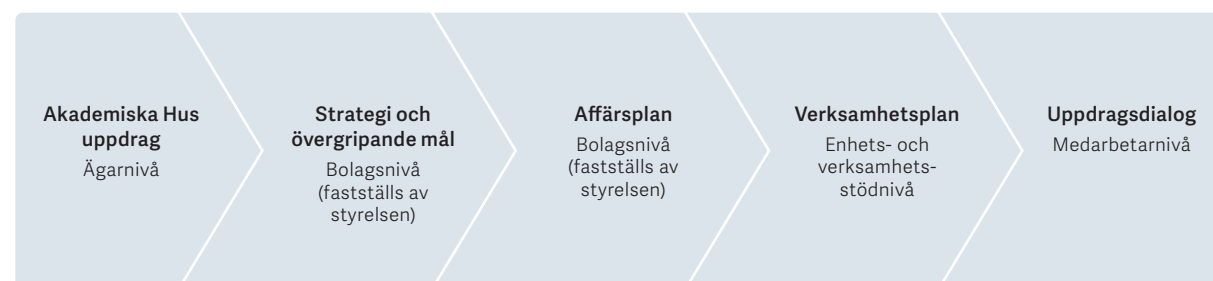 Akademiska Hus
uppdrag
Ägarnivå
Strategi och
övergripande mål
Bolagsnivå
(fastställs av
styrelsen)
Affärsplan
Bolagsnivå
(fastställs av
styrelsen)
Verksamhetsplan
Enhets- och
verksamhets-
stödnivå
Uppdragsdialog
Medarbetarnivå